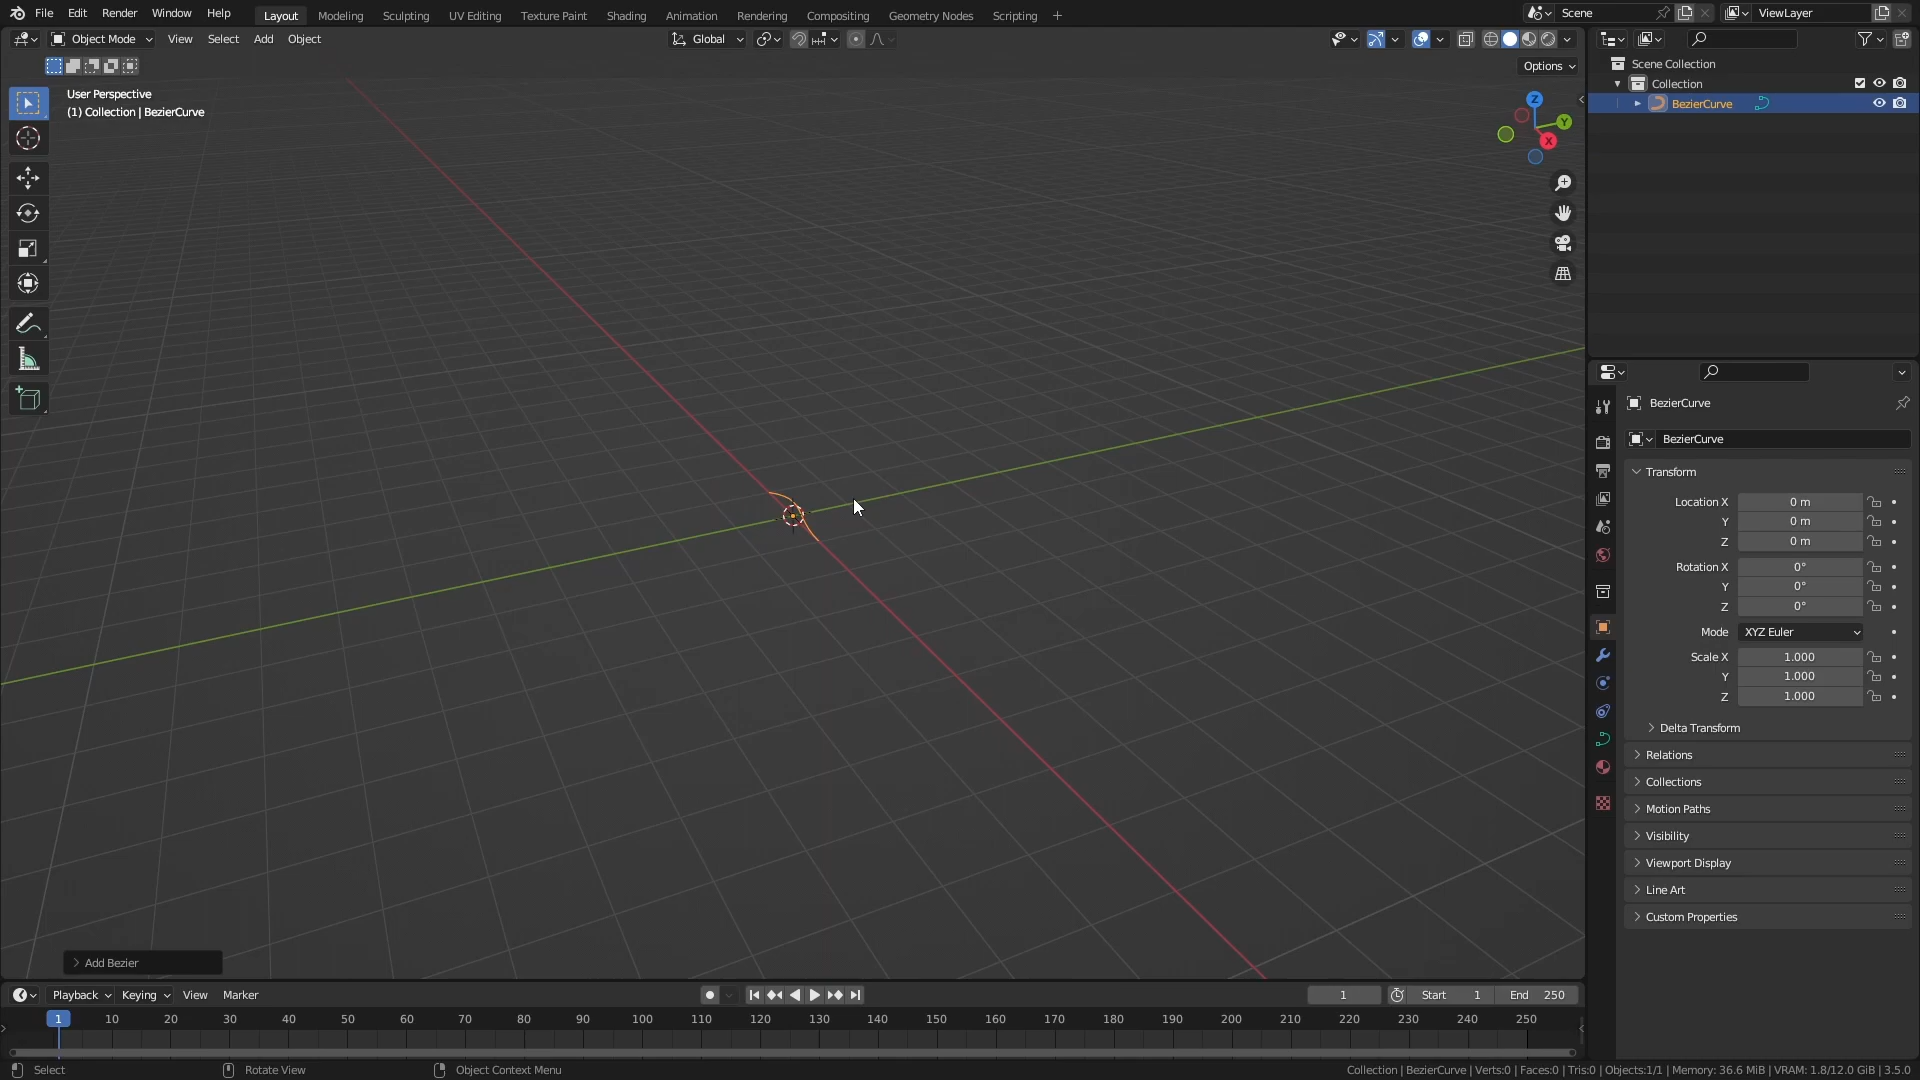 File Edit Render Window Help Layout Modeling Sculpting UV Editing Texture Paint Shading Animation Rendering Compositing Geometry Nodes Scripting + Scene ViewLayer
Object Mode View Select Add Object Global
Options
User Perspective
(1) Collection | BezierCurve
Z
Y
X
Scene Collection
Collection
BezierCurve
BezierCurve
BezierCurve
Transform
Location X 0 m
Y 0 m
Z 0 m
Rotation X 0°
Y 0°
Z 0°
Mode XYZ Euler
Scale X 1.000
Y 1.000
Z 1.000
Delta Transform
Relations
Collections
Motion Paths
Visibility
Viewport Display
Line Art
Custom Properties
Add Bezier
Playback Keying View Marker 1 Start 1 End 250
1 10 20 30 40 50 60 70 80 90 100 110 120 130 140 150 160 170 180 190 200 210 220 230 240 250
Select Rotate View Object Context Menu Collection | BezierCurve | Verts:0 | Faces:0 | Tris:0 | Objects:1/1 | Memory: 36.6 MiB | VRAM: 1.8/12.0 GiB | 3.5.0